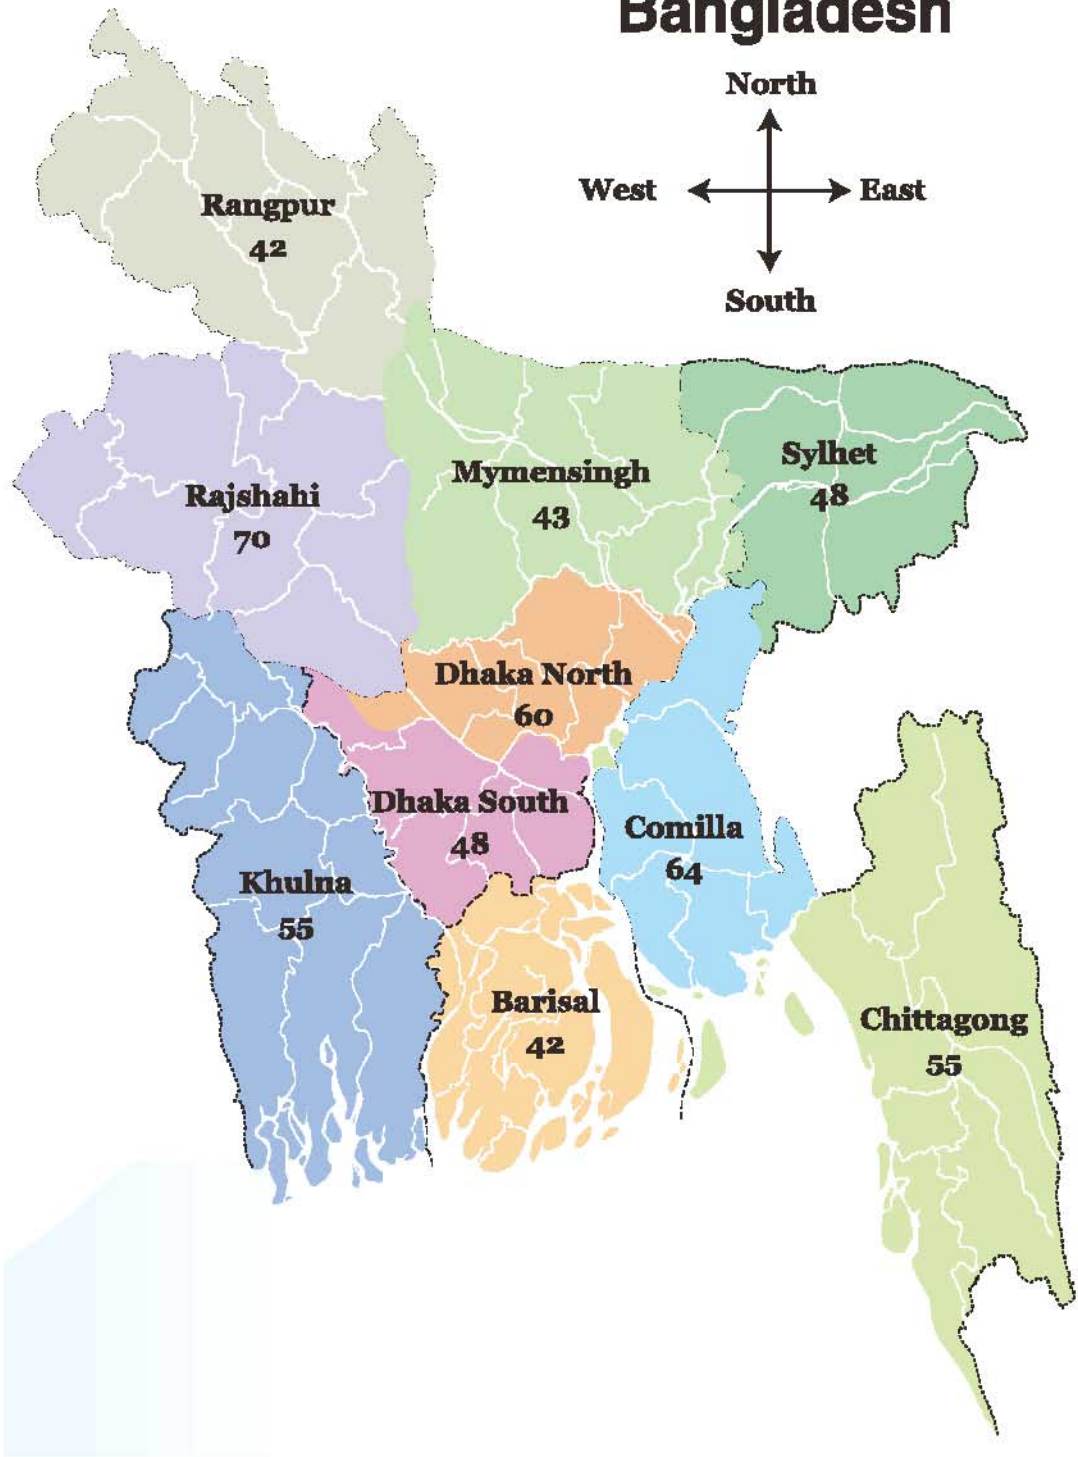 Bangladesh
North
West East
South
Rangpur
42
Sylhet
48
Mymensingh
43
Rajshahi
70
Dhaka North
60
Dhaka South
48
Comilla
64
Khulna
55
Barisal
42
Chittagong
55